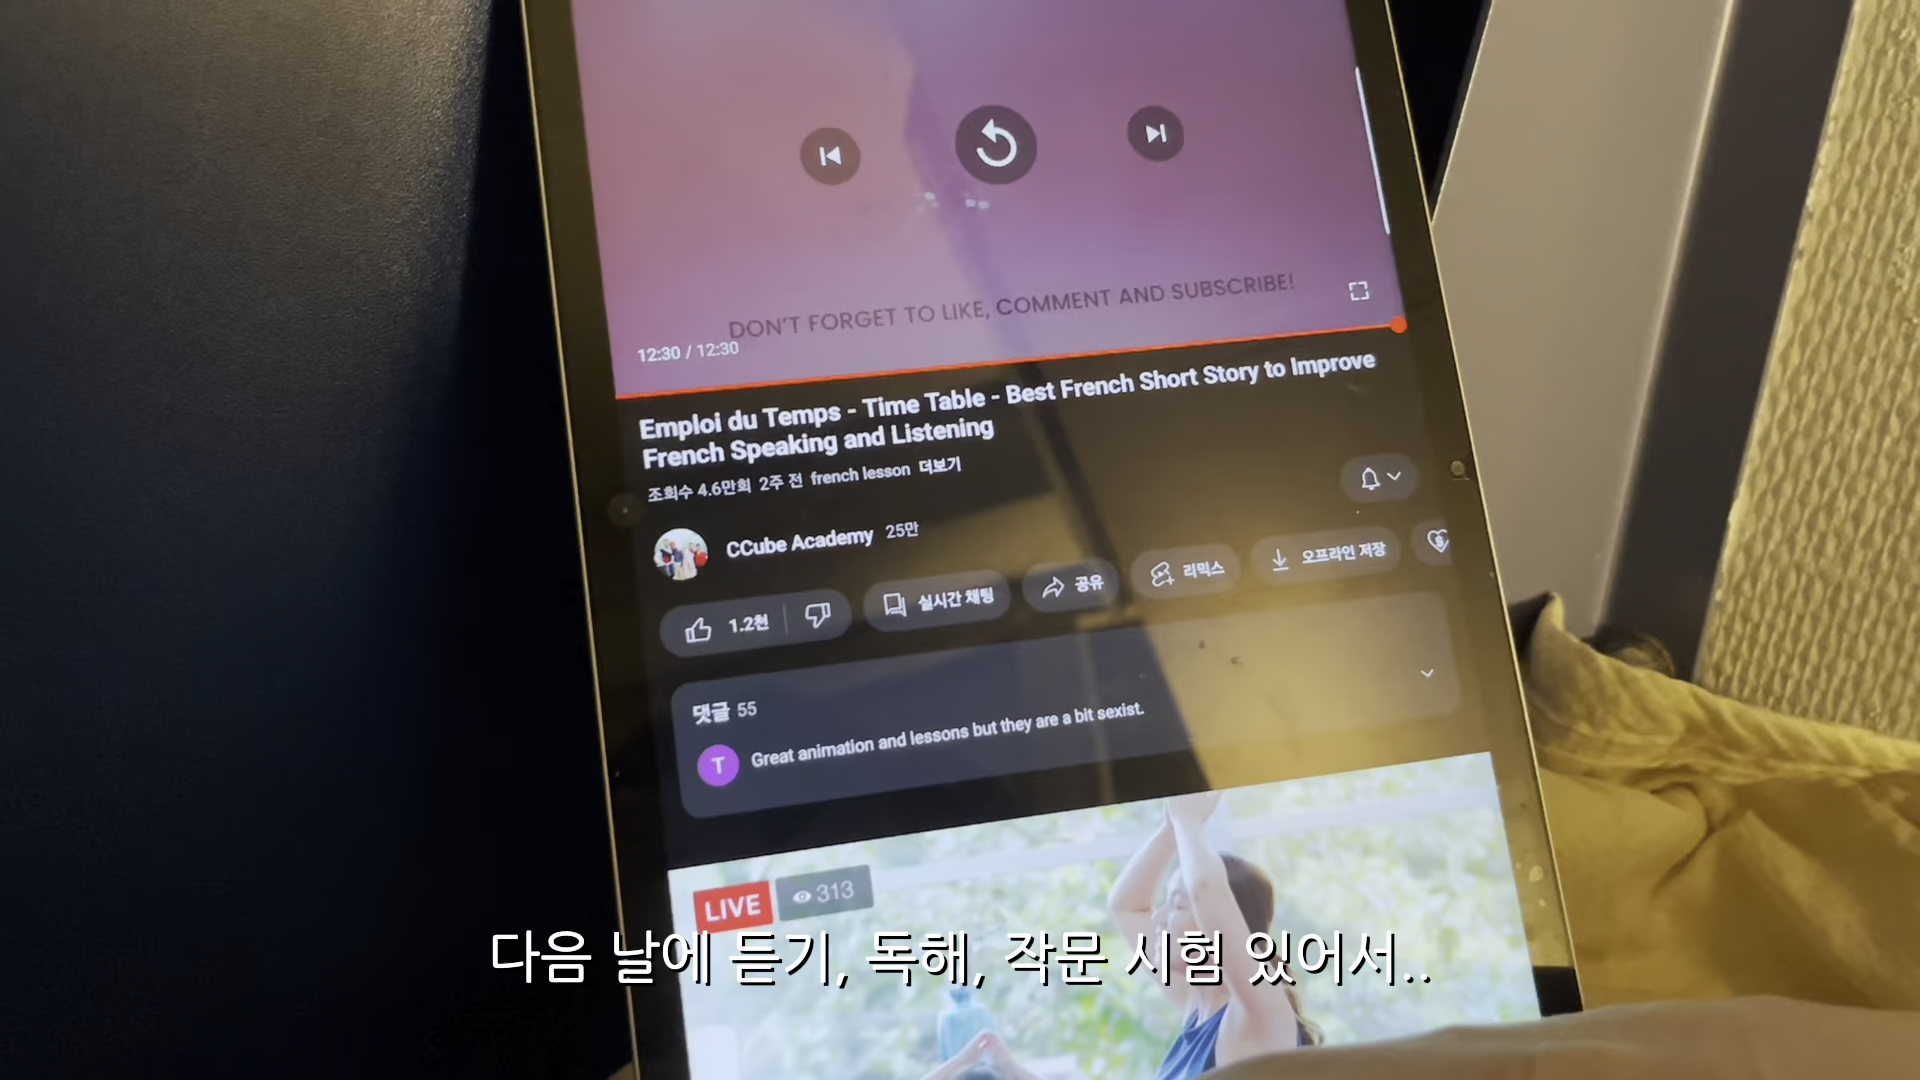 DON'T FORGET TO LIKE, COMMENT AND SUBSCRIBE!
12:30 / 12:30
Emploi du Temps - Time Table - Best French Short Story to Improve
French Speaking and Listening
조회수 4.6만회 2주 전 french lesson 더보기
CCube Academy 25만
1.2천 실시간 채팅 공유 리믹스 오프라인 저장
댓글 55
T Great animation and lessons but they are a bit sexist.
LIVE 313
다음 날에 듣기, 독해, 작문 시험 있어서..